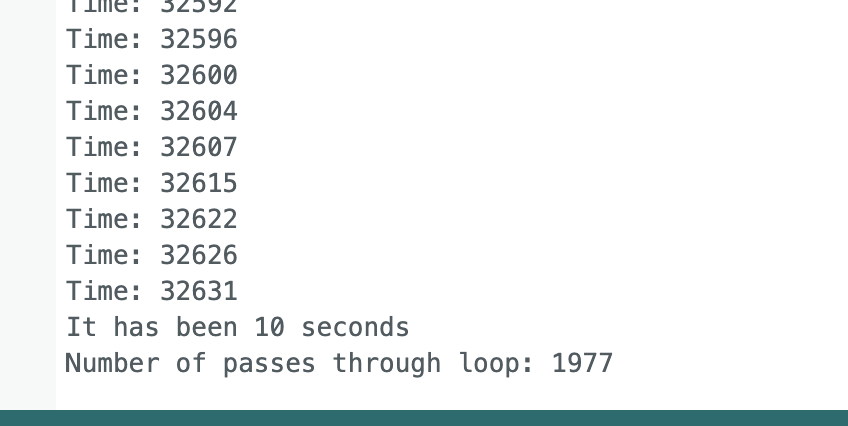 Time: 32592
Time: 32596
Time: 32600
Time: 32604
Time: 32607
Time: 32615
Time: 32622
Time: 32626
Time: 32631
It has been 10 seconds
Number of passes through loop: 1977